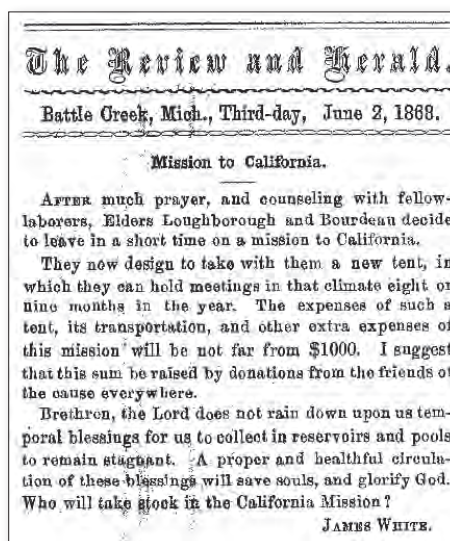 The Review and Herald.
Battle Creek, Mich., Third-day, June 2, 1868.
Mission to California.
AFTER much prayer, and counseling with fellow-
laborers, Elders Loughborough and Bourdeau decide
to leave in a short time on a mission to California.
They now design to take with them a new tent, in
which they can hold meetings in that climate eight or
nine months in the year. The expenses of such a
tent, its transportation, and other extra expenses of
this mission will be not far from $1000. I suggest
that this sum be raised by donations from the friends of
the cause everywhere.
Brethren, the Lord does not rain down upon us tem-
poral blessings for us to collect in reservoirs and pools
to remain stagnant. A proper and healthful circula-
tion of these blessings will save souls, and glorify God.
Who will take stock in the California Mission?
JAMES WHITE.